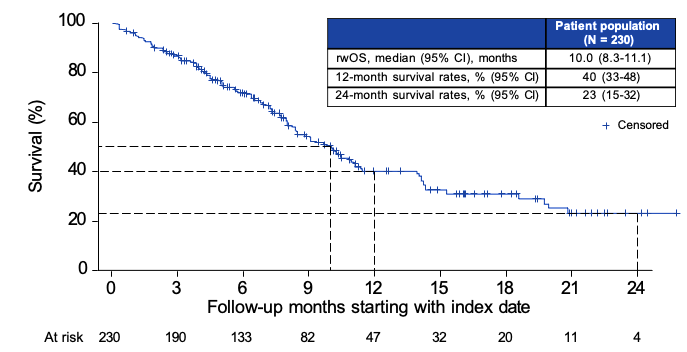 Patient population
(N = 230)
rwOS, median (95% CI), months 10.0 (8.3-11.1)
12-month survival rates, % (95% CI) 40 (33-48)
24-month survival rates, % (95% CI) 23 (15-32)
+ Censored
Survival (%)
100
80
60
40
20
0
0 3 6 9 12 15 18 21 24
Follow-up months starting with index date
At risk 230 190 133 82 47 32 20 11 4